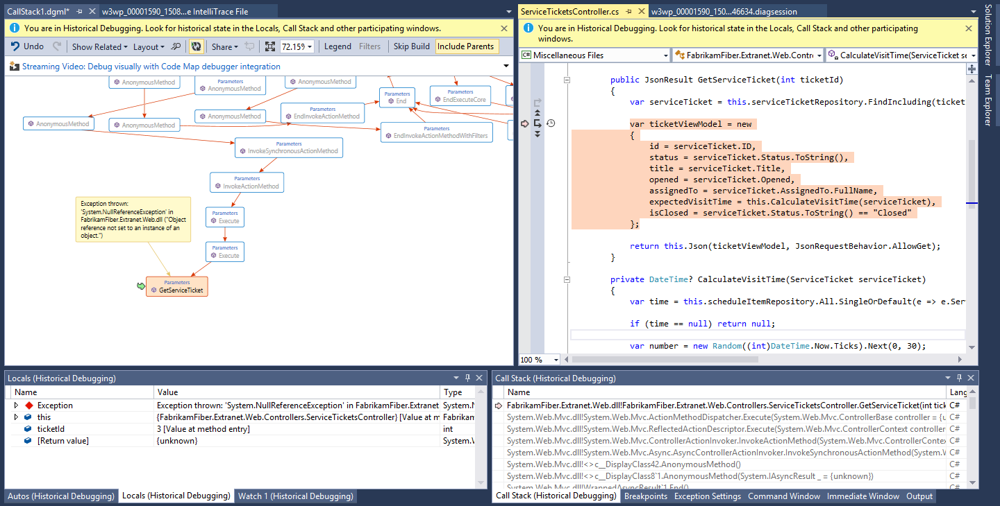 CallStack1.dgml*
w3wp_00001590_1508...e IntelliTrace File
You are in Historical Debugging. Look for historical state in the Locals, Call Stack and other participating windows.
Undo
Show Related
Layout
Share
72.15%
Legend
Filters
Skip Build
Include Parents
Streaming Video: Debug visually with Code Map debugger integration
AnonymousMethod
Parameters
AnonymousMethod
AnonymousMethod
Parameters
End
Parameters
EndExecuteCore
AnonymousMethod
AnonymousMethod
AnonymousMethod
Parameters
EndInvokeActionMethod
Parameters
EndInvokeActionMethodWithFilters
Parameters
InvokeSynchronousActionMethod
Parameters
InvokeActionMethod
Exception thrown:
'System.NullReferenceException' in
FabrikamFiber.Extranet.Web.dll ("Object
reference not set to an instance of an
object.")
Parameters
Execute
Parameters
Execute
Parameters
GetServiceTicket
ServiceTicketsController.cs
w3wp_00001590_150...46634.diagsession
You are in Historical Debugging. Look for historical state in the Locals, Call Stack and other participating
windows.
C# Miscellaneous Files
FabrikamFiber.Extranet.Web.Contro
CalculateVisitTime(ServiceTicket se
public JsonResult GetServiceTicket(int ticketId)
{
var serviceTicket = this.serviceTicketRepository.FindIncluding(ticket
var ticketViewModel = new
{
id = serviceTicket.ID,
status = serviceTicket.Status.ToString(),
title = serviceTicket.Title,
opened = serviceTicket.Opened,
assignedTo = serviceTicket.AssignedTo.FullName,
expectedVisitTime = this.CalculateVisitTime(serviceTicket),
isClosed = serviceTicket.Status.ToString() == "Closed"
};
return this.Json(ticketViewModel, JsonRequestBehavior.AllowGet);
}
private DateTime? CalculateVisitTime(ServiceTicket serviceTicket)
{
var time = this.scheduleItemRepository.All.SingleOrDefault(e => e.Ser
if (time == null) return null;
var number = new Random((int)DateTime.Now.Ticks).Next(0, 30);
100 %
Solution Explorer
Team Explorer
Locals (Historical Debugging)
Name Value Type
Exception Exception thrown: 'System.NullReferenceException' in FabrikamFiber.Extranet System.N
this {FabrikamFiber.Extranet.Web.Controllers.ServiceTicketsController} [Value at m Fabrikam
ticketId 3 [Value at method entry] int
[Return value] {unknown} System.W
Autos (Historical Debugging)
Locals (Historical Debugging)
Watch 1 (Historical Debugging)
Call Stack (Historical Debugging)
Name Lang
FabrikamFiber.Extranet.Web.dll!FabrikamFiber.Extranet.Web.Controllers.ServiceTicketsController.GetServiceTicket(int tick C#
System.Web.Mvc.dll!System.Web.Mvc.ActionMethodDispatcher.Execute(System.Web.Mvc.ControllerBase controller = {u C#
System.Web.Mvc.dll!System.Web.Mvc.ReflectedActionDescriptor.Execute(System.Web.Mvc.ControllerContext controller C#
System.Web.Mvc.dll!System.Web.Mvc.ControllerActionInvoker.InvokeActionMethod(System.Web.Mvc.ControllerContex C#
System.Web.Mvc.dll!System.Web.Mvc.Async.AsyncControllerActionInvoker.InvokeSynchronousActionMethod(System.W C#
System.Web.Mvc.dll!<>c__DisplayClass42.AnonymousMethod() C#
System.Web.Mvc.dll!<>c__DisplayClass8`1.AnonymousMethod(System.IAsyncResult _ = {unknown}) C#
System.Web.Mvc.dll!WrappedAsyncResult`1.End() C#
Call Stack (Historical Debugging)
Breakpoints
Exception Settings
Command Window
Immediate Window
Output